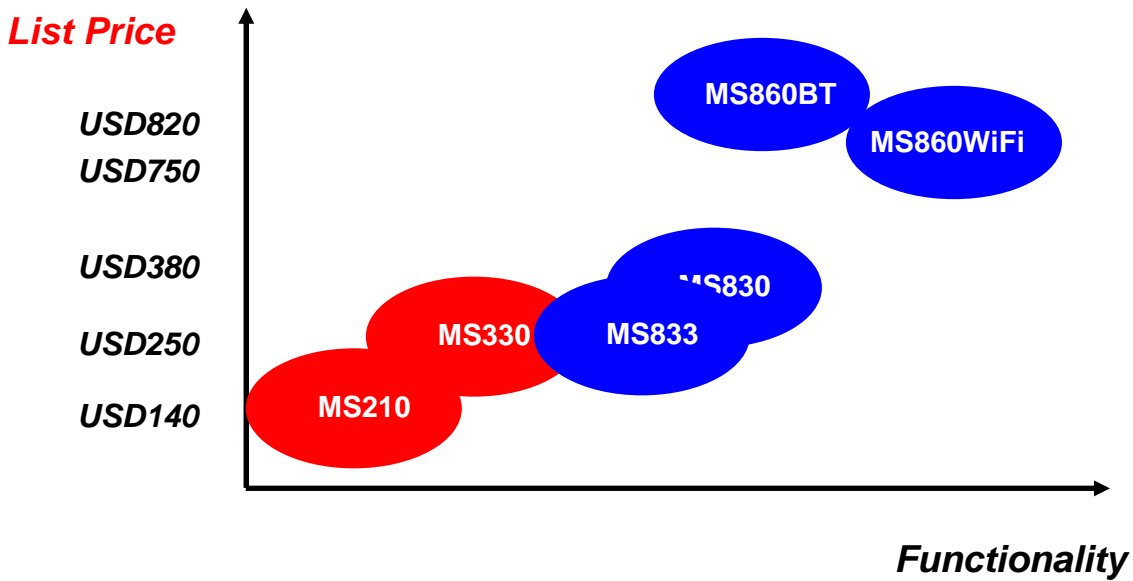 List Price
MS860BT
USD820
MS860WiFi
USD750
USD380
MS830
MS330
MS833
USD250
MS210
USD140
Functionality